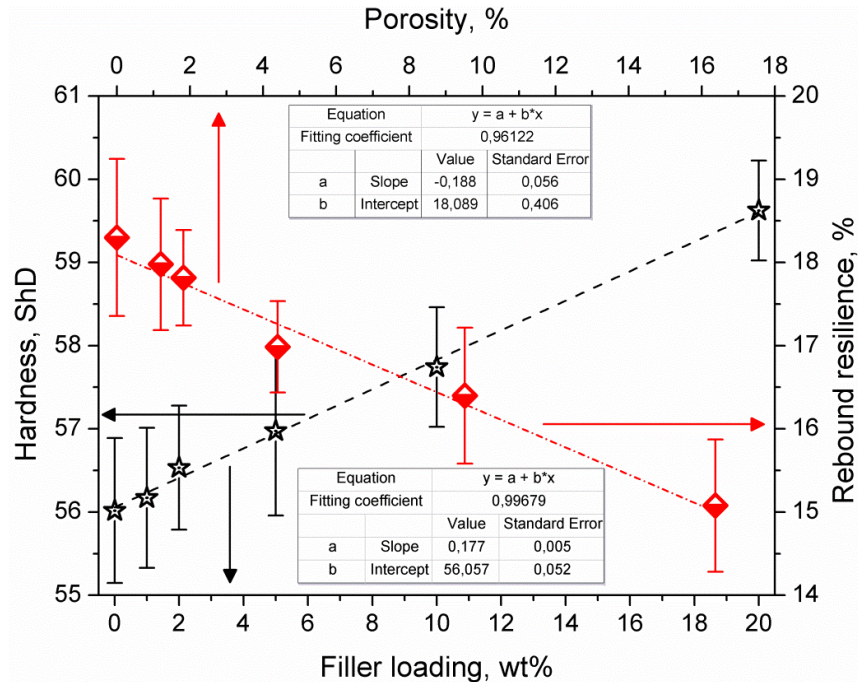 Porosity, %
0 2 4 6 8 10 12 14 16 18
61 20
Equation y = a + b*x
Fitting coefficient 0,96122
Value Standard Error
a Slope -0,188 0,056
b Intercept 18,089 0,406
60 19
59 18
58 17
57 16
56 15
55 14
Hardness, ShD
Rebound resilience, %
Equation y = a + b*x
Fitting coefficient 0,99679
Value Standard Error
a Slope 0,177 0,005
b Intercept 56,057 0,052
0 2 4 6 8 10 12 14 16 18 20
Filler loading, wt%